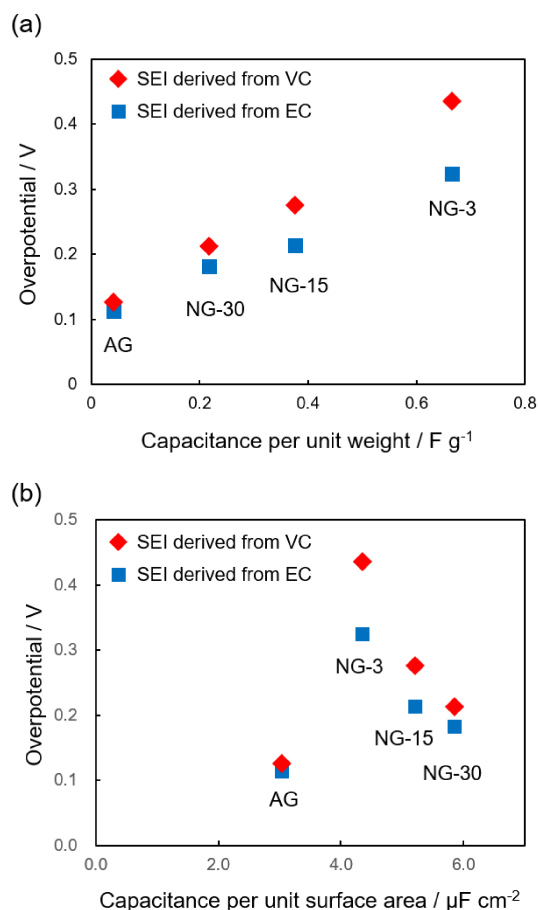 (a)
0.5
SEI derived from VC
SEI derived from EC
0.4
0.3
0.2
0.1
0
Overpotential / V
NG-3
NG-15
NG-30
AG
0 0.2 0.4 0.6 0.8
Capacitance per unit weight / F g⁻¹
(b)
0.5
SEI derived from VC
SEI derived from EC
0.4
0.3
0.2
0.1
0.0
Overpotential / V
NG-3
NG-15
NG-30
AG
0.0 2.0 4.0 6.0
Capacitance per unit surface area / µF cm⁻²